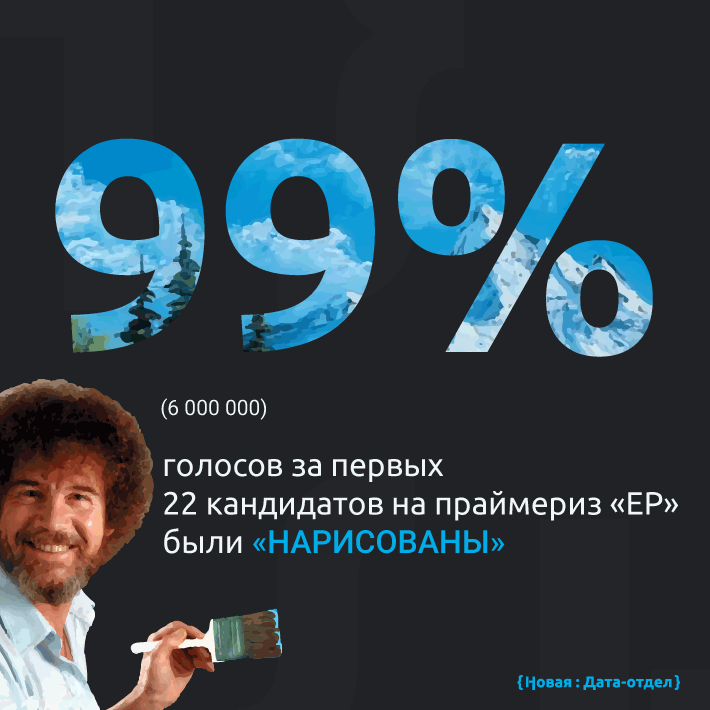 99%
(6 000 000)
голосов за первых
22 кандидатов на праймериз «ЕР»
были «НАРИСОВАНЫ»
{Новая : Дата-отдел}